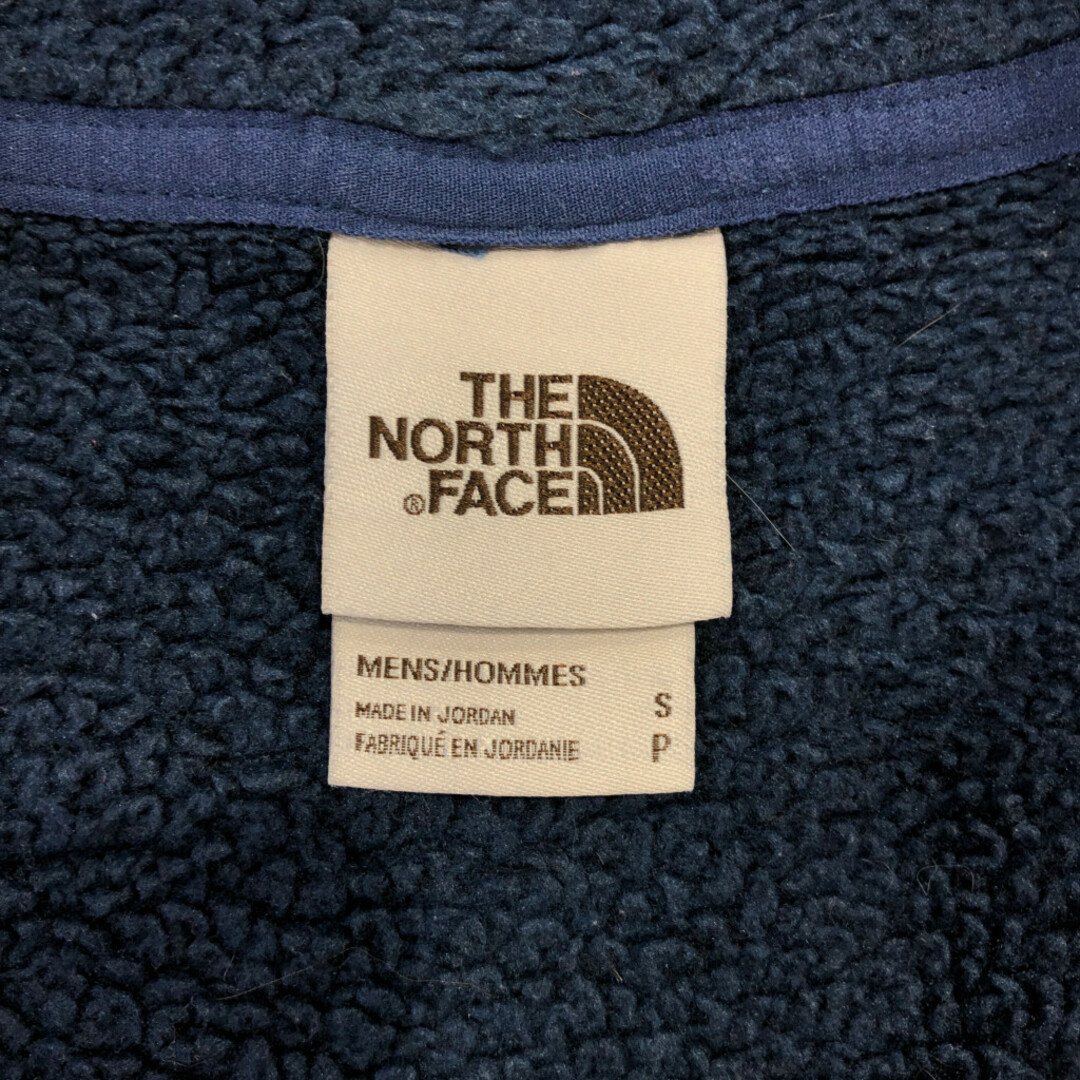 THE
NORTH
®FACE
MENS/HOMMES
MADE IN JORDAN S
FABRIQUÉ EN JORDANIE P